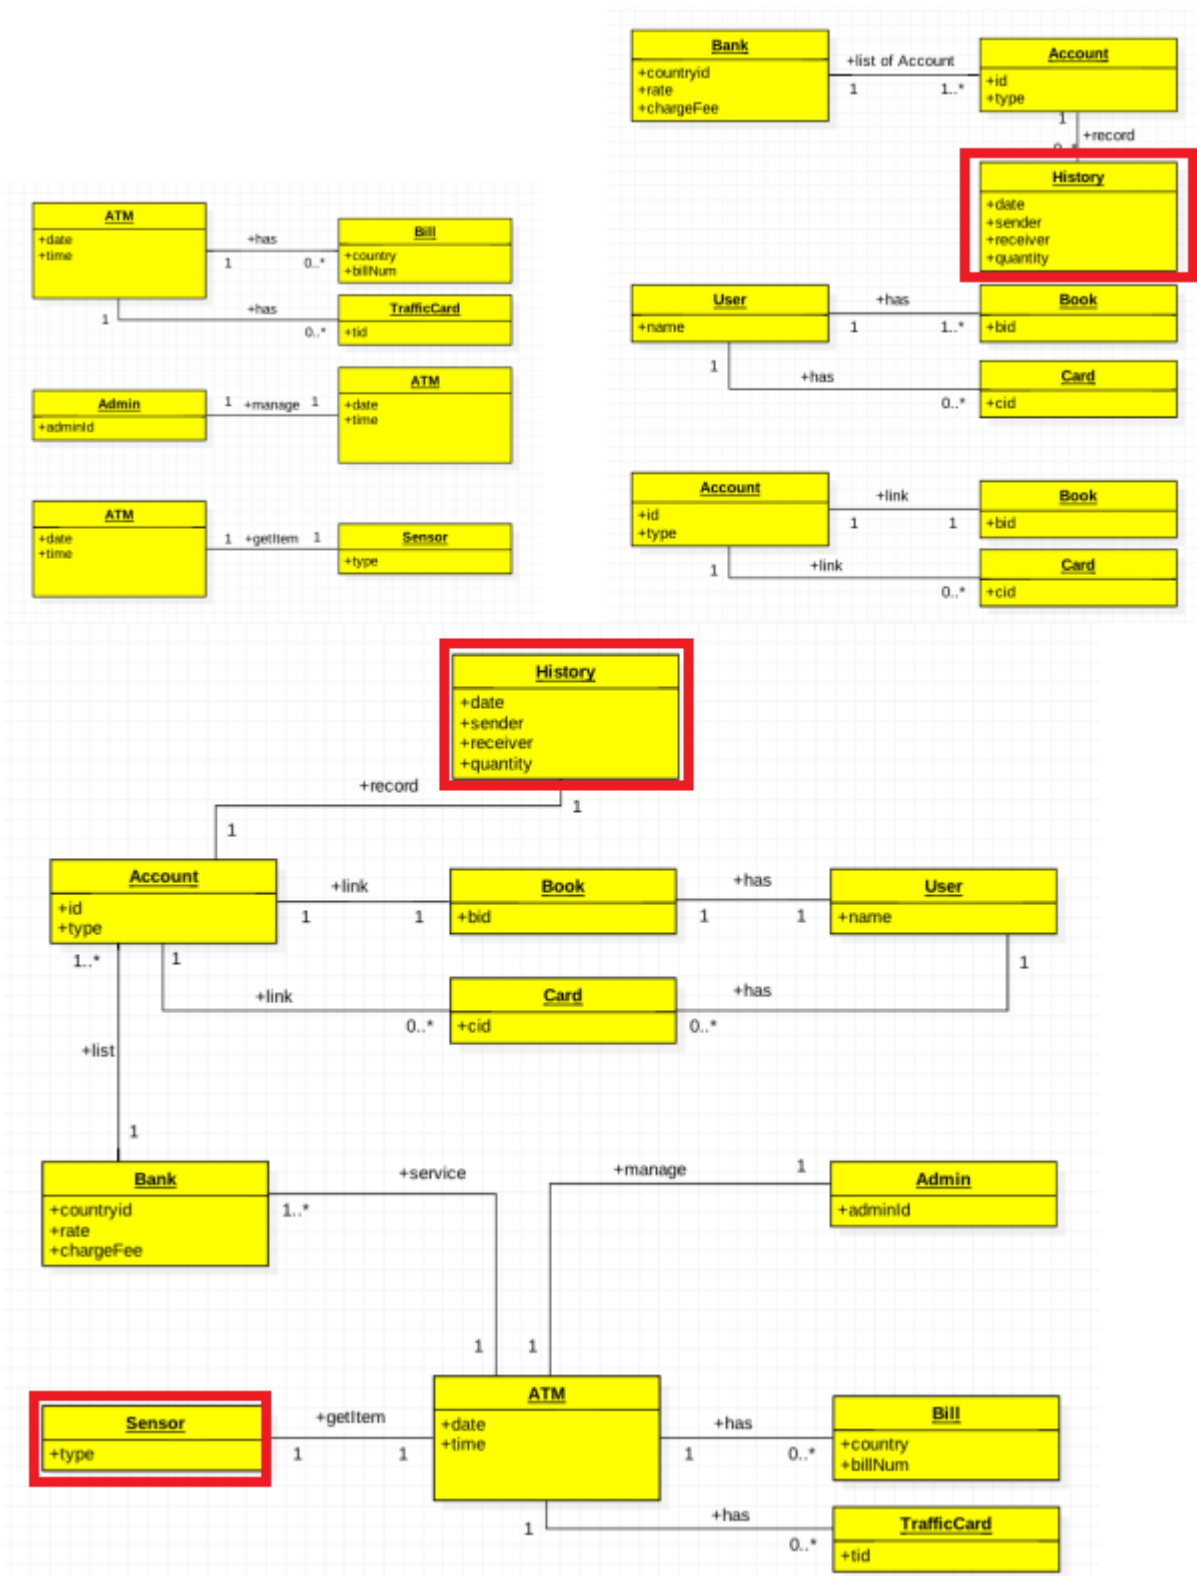 Bank
+countryid
+rate
+chargeFee
+list of Account
1
1..*
Account
+id
+type
1
+record
History
+date
+sender
+receiver
+quantity
ATM
+date
+time
+has
1
0..*
Bill
+country
+billNum
1
+has
0..*
TrafficCard
+tid
Admin
+adminId
1
+manage
1
ATM
+date
+time
ATM
+date
+time
1
+getItem
1
Sensor
+type
User
+name
+has
1
1..*
Book
+bid
1
+has
0..*
Card
+cid
Account
+id
+type
+link
1
1
Book
+bid
1
+link
0..*
Card
+cid
History
+date
+sender
+receiver
+quantity
+record
1
1
Account
+id
+type
+link
1
1
Book
+bid
+has
1
1
User
+name
1..*
1
+link
0..*
Card
+cid
+has
0..*
1
+list
1
Bank
+countryid
+rate
+chargeFee
+service
1..*
1
+manage
1
1
Admin
+adminId
Sensor
+type
+getItem
1
1
ATM
+date
+time
+has
1
0..*
Bill
+country
+billNum
1
+has
0..*
TrafficCard
+tid